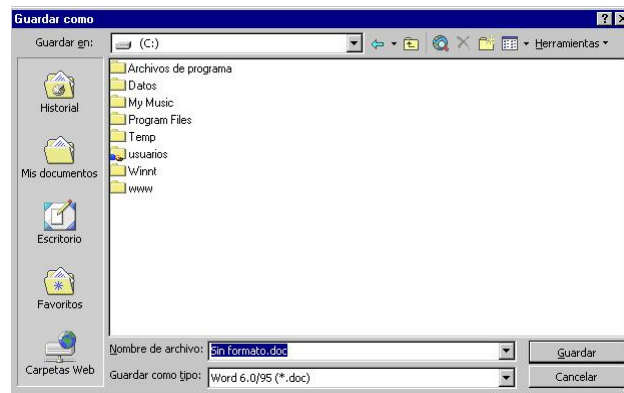 Guardar como
Guardar en:
(C:)
Herramientas
Historial
Mis documentos
Escritorio
Favoritos
Carpetas Web
Archivos de programa
Datos
My Music
Program Files
Temp
usuarios
Winnt
www
Nombre de archivo: Sin formato.doc
Guardar
Guardar como tipo: Word 6.0/95 (*.doc)
Cancelar